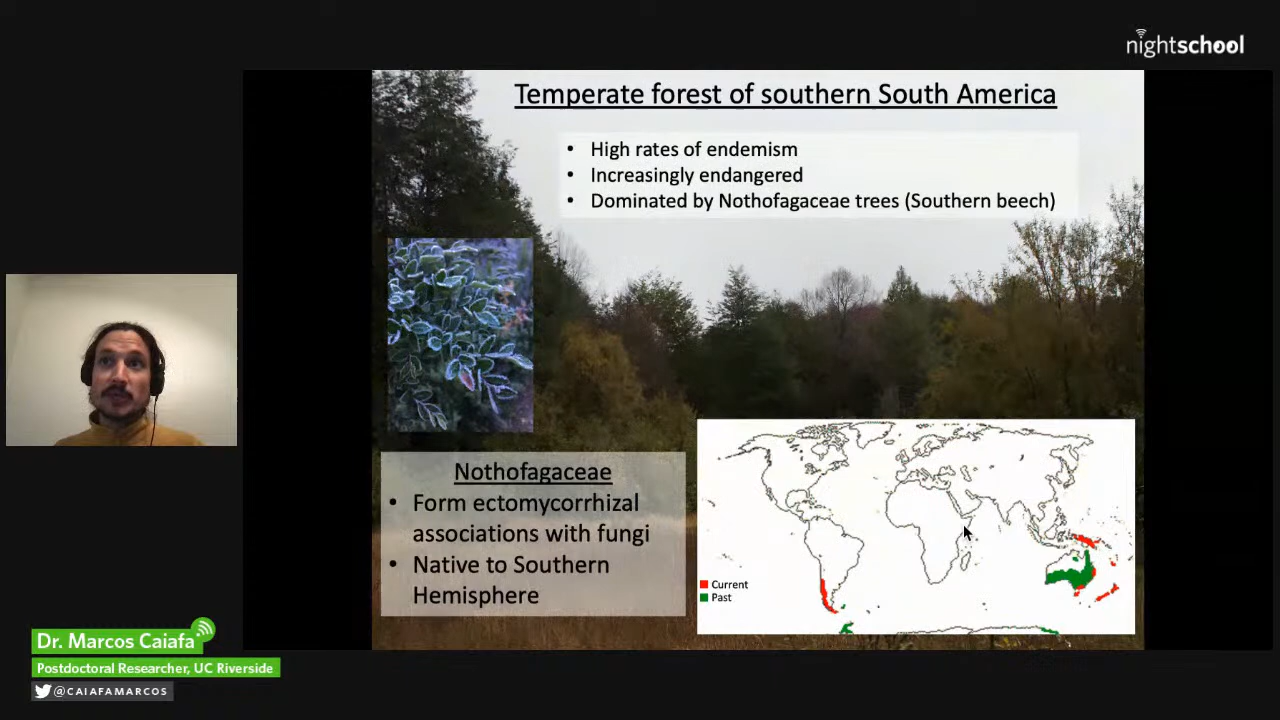 nightschool
Temperate forest of southern South America
• High rates of endemism
• Increasingly endangered
• Dominated by Nothofagaceae trees (Southern beech)
Nothofagaceae
• Form ectomycorrhizal
associations with fungi
• Native to Southern
Hemisphere
Current
Past
Dr. Marcos Caiafa
Postdoctoral Researcher, UC Riverside
@CAIAFAMARCOS